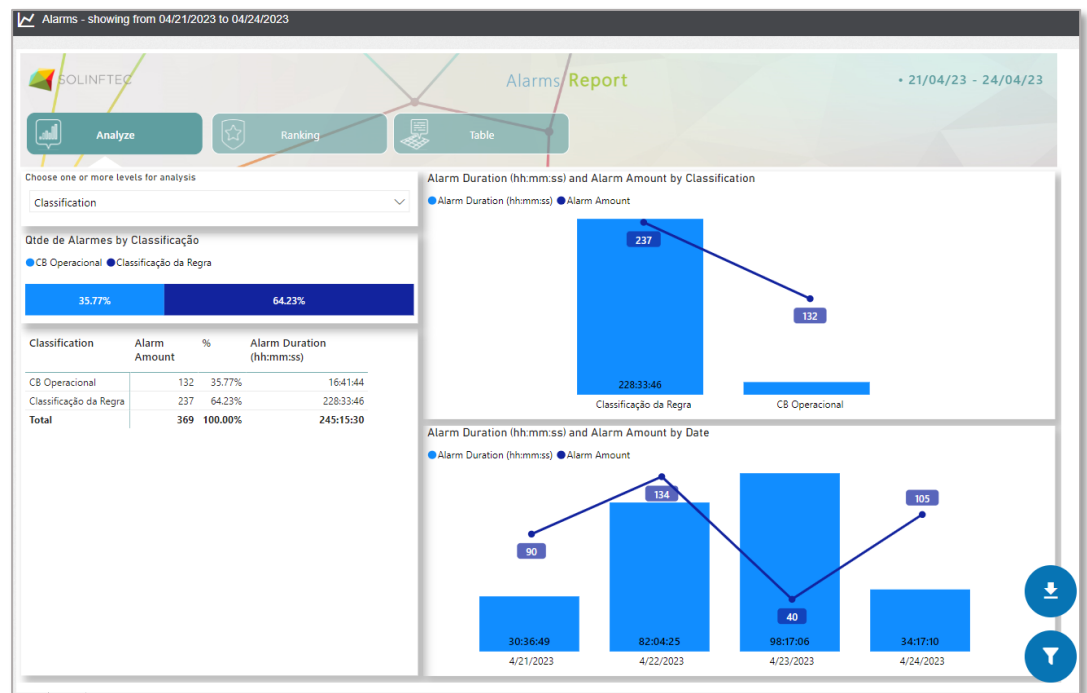 Alarms - showing from 04/21/2023 to 04/24/2023
SOLINFTEC
Alarms Report
• 21/04/23 - 24/04/23
Analyze
Ranking
Table
Choose one or more levels for analysis
Classification
Qtde de Alarmes by Classificação
CB Operacional Classificação da Regra
35.77% 64.23%
Classification Alarm Amount % Alarm Duration (hh:mm:ss)
CB Operacional 132 35.77% 16:41:44
Classificação da Regra 237 64.23% 228:33:46
Total 369 100.00% 245:15:30
Alarm Duration (hh:mm:ss) and Alarm Amount by Classification
Alarm Duration (hh:mm:ss) Alarm Amount
237
132
228:33:46
Classificação da Regra CB Operacional
Alarm Duration (hh:mm:ss) and Alarm Amount by Date
Alarm Duration (hh:mm:ss) Alarm Amount
90 134 40 105
30:36:49 82:04:25 98:17:06 34:17:10
4/21/2023 4/22/2023 4/23/2023 4/24/2023